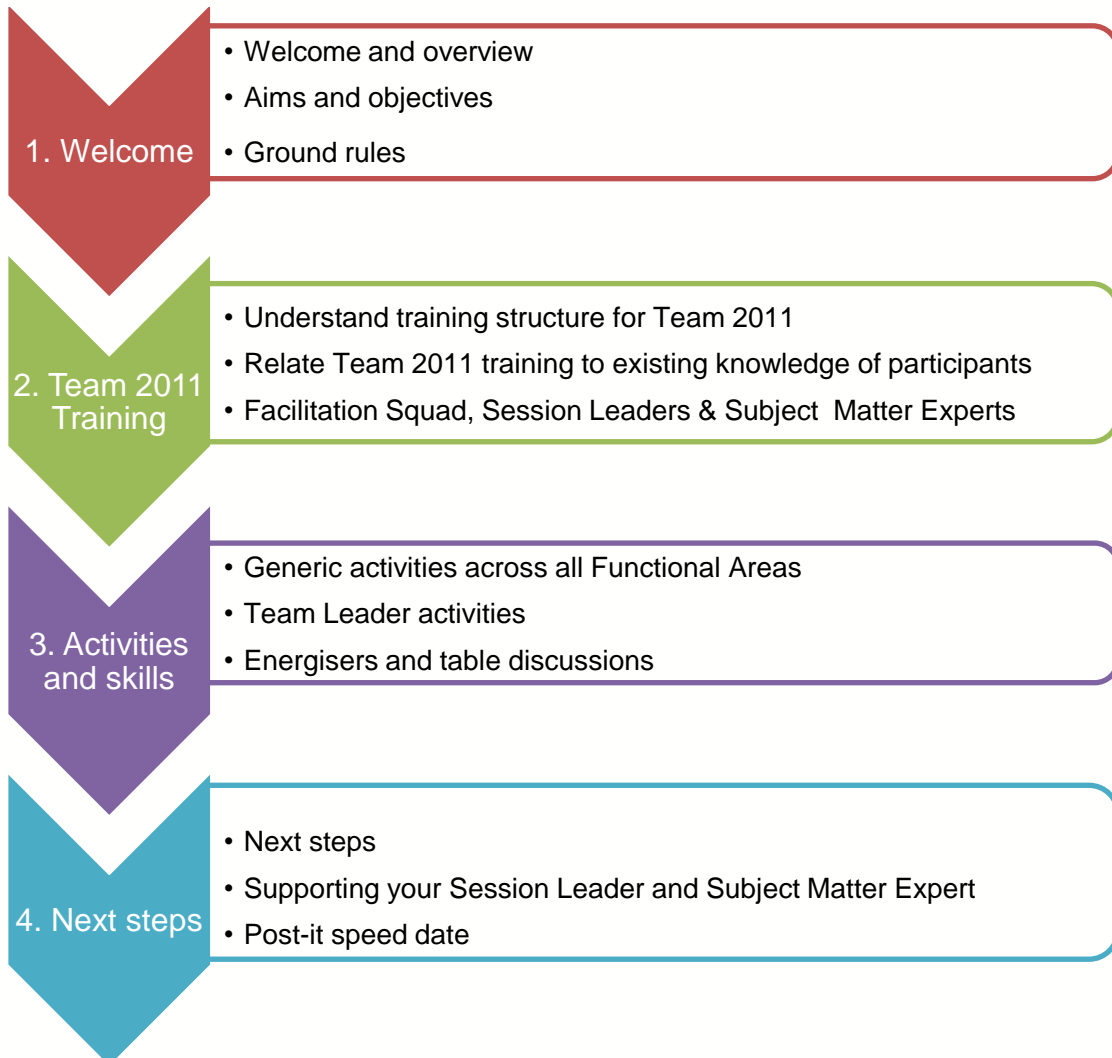 1. Welcome
• Welcome and overview
• Aims and objectives
• Ground rules
2. Team 2011
Training
• Understand training structure for Team 2011
• Relate Team 2011 training to existing knowledge of participants
• Facilitation Squad, Session Leaders & Subject  Matter Experts
3. Activities
and skills
• Generic activities across all Functional Areas
• Team Leader activities
• Energisers and table discussions
4. Next steps
• Next steps
• Supporting your Session Leader and Subject Matter Expert
• Post-it speed date